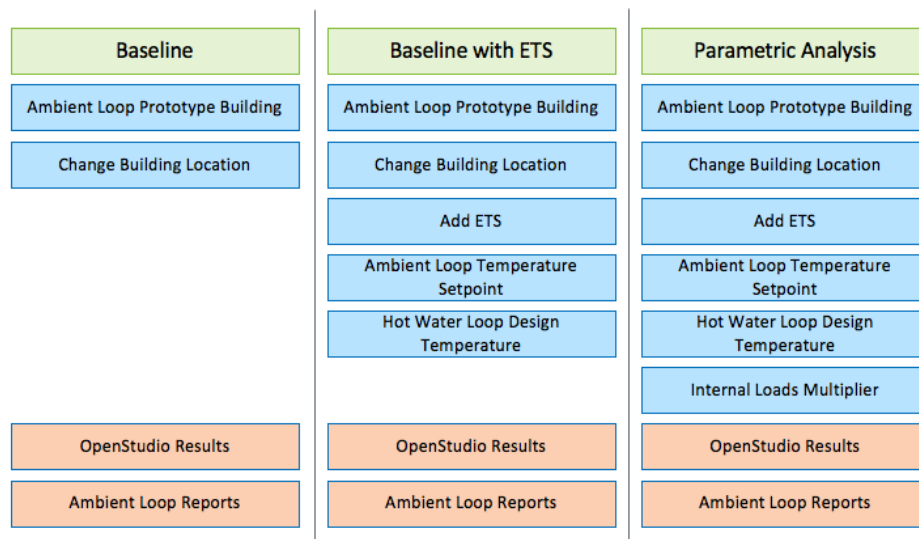 Baseline
Ambient Loop Prototype Building
Change Building Location
OpenStudio Results
Ambient Loop Reports
Baseline with ETS
Ambient Loop Prototype Building
Change Building Location
Add ETS
Ambient Loop Temperature
Setpoint
Hot Water Loop Design
Temperature
OpenStudio Results
Ambient Loop Reports
Parametric Analysis
Ambient Loop Prototype Building
Change Building Location
Add ETS
Ambient Loop Temperature
Setpoint
Hot Water Loop Design
Temperature
Internal Loads Multiplier
OpenStudio Results
Ambient Loop Reports